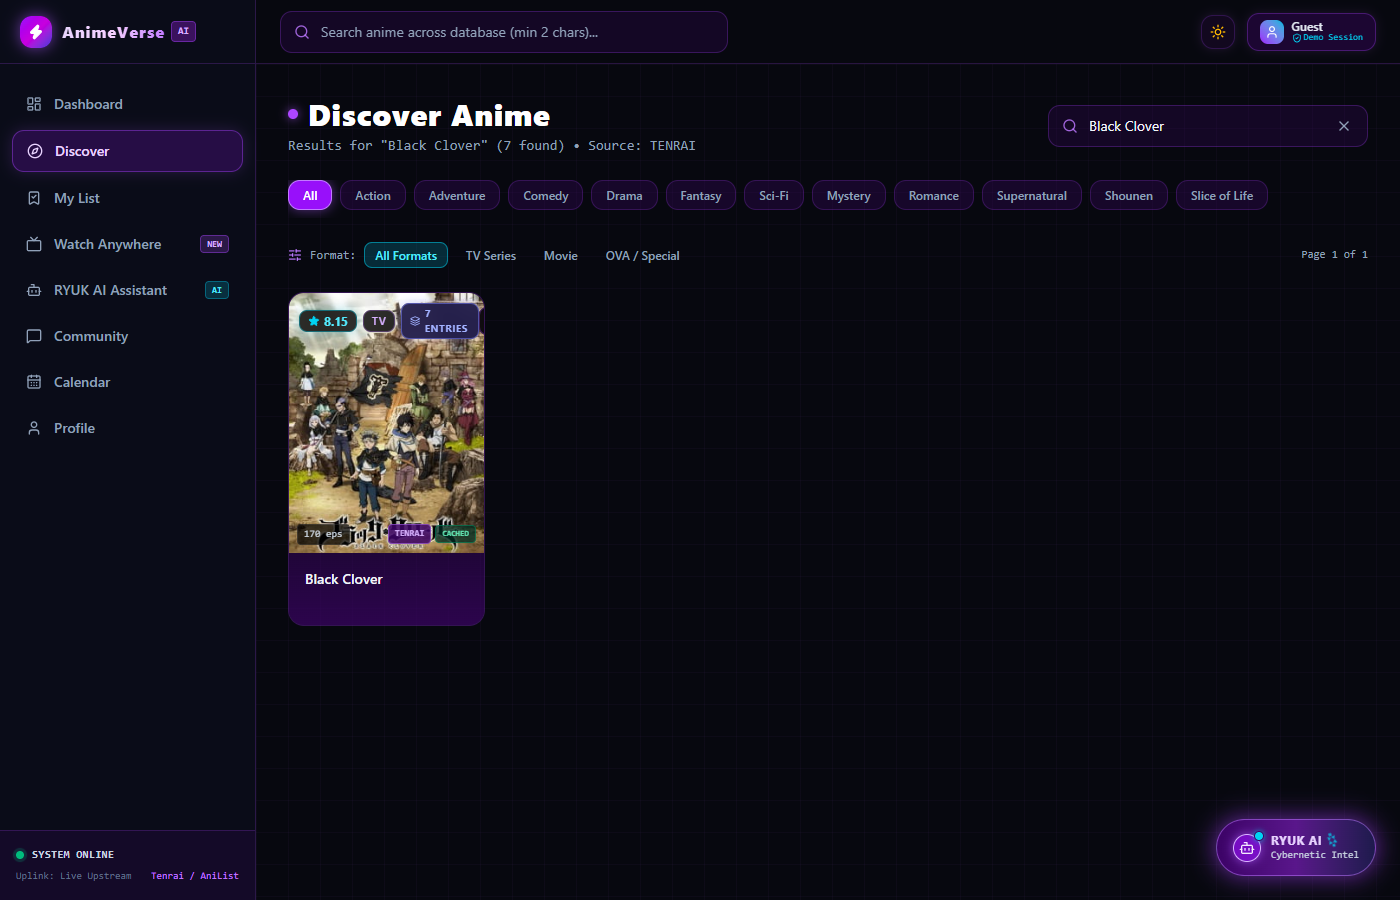 AnimeVerse AI
Search anime across database (min 2 chars)...
Guest
Demo Session
Dashboard
Discover
My List
Watch Anywhere NEW
RYUK AI Assistant AI
Community
Calendar
Profile
SYSTEM ONLINE
Uplink: Live Upstream Tenrai / AniList
Discover Anime
Results for "Black Clover" (7 found) • Source: TENRAI
Black Clover
All Action Adventure Comedy Drama Fantasy Sci-Fi Mystery Romance Supernatural Shounen Slice of Life
Format: All Formats TV Series Movie OVA / Special
Page 1 of 1
8.15 TV 7 ENTRIES
170 eps TENRAI CACHED
Black Clover
RYUK AI
Cybernetic Intel